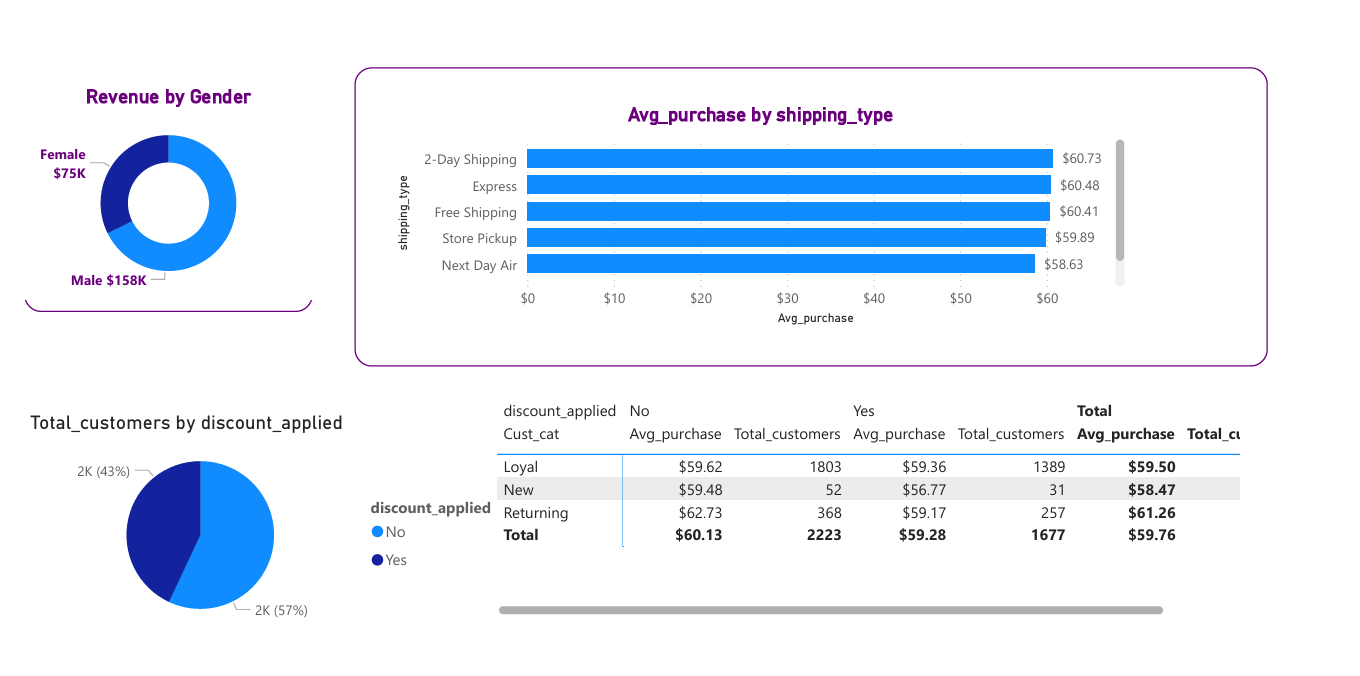 Revenue by Gender
Female
$75K
Male $158K
Avg_purchase by shipping_type
shipping_type
2-Day Shipping $60.73
Express $60.48
Free Shipping $60.41
Store Pickup $59.89
Next Day Air $58.63
$0 $10 $20 $30 $40 $50 $60
Avg_purchase
Total_customers by discount_applied
2K (43%)
2K (57%)
discount_applied
No
Yes
discount_applied No Yes Total
Cust_cat Avg_purchase Total_customers Avg_purchase Total_customers Avg_purchase Total_cu
Loyal $59.62 1803 $59.36 1389 $59.50
New $59.48 52 $56.77 31 $58.47
Returning $62.73 368 $59.17 257 $61.26
Total $60.13 2223 $59.28 1677 $59.76